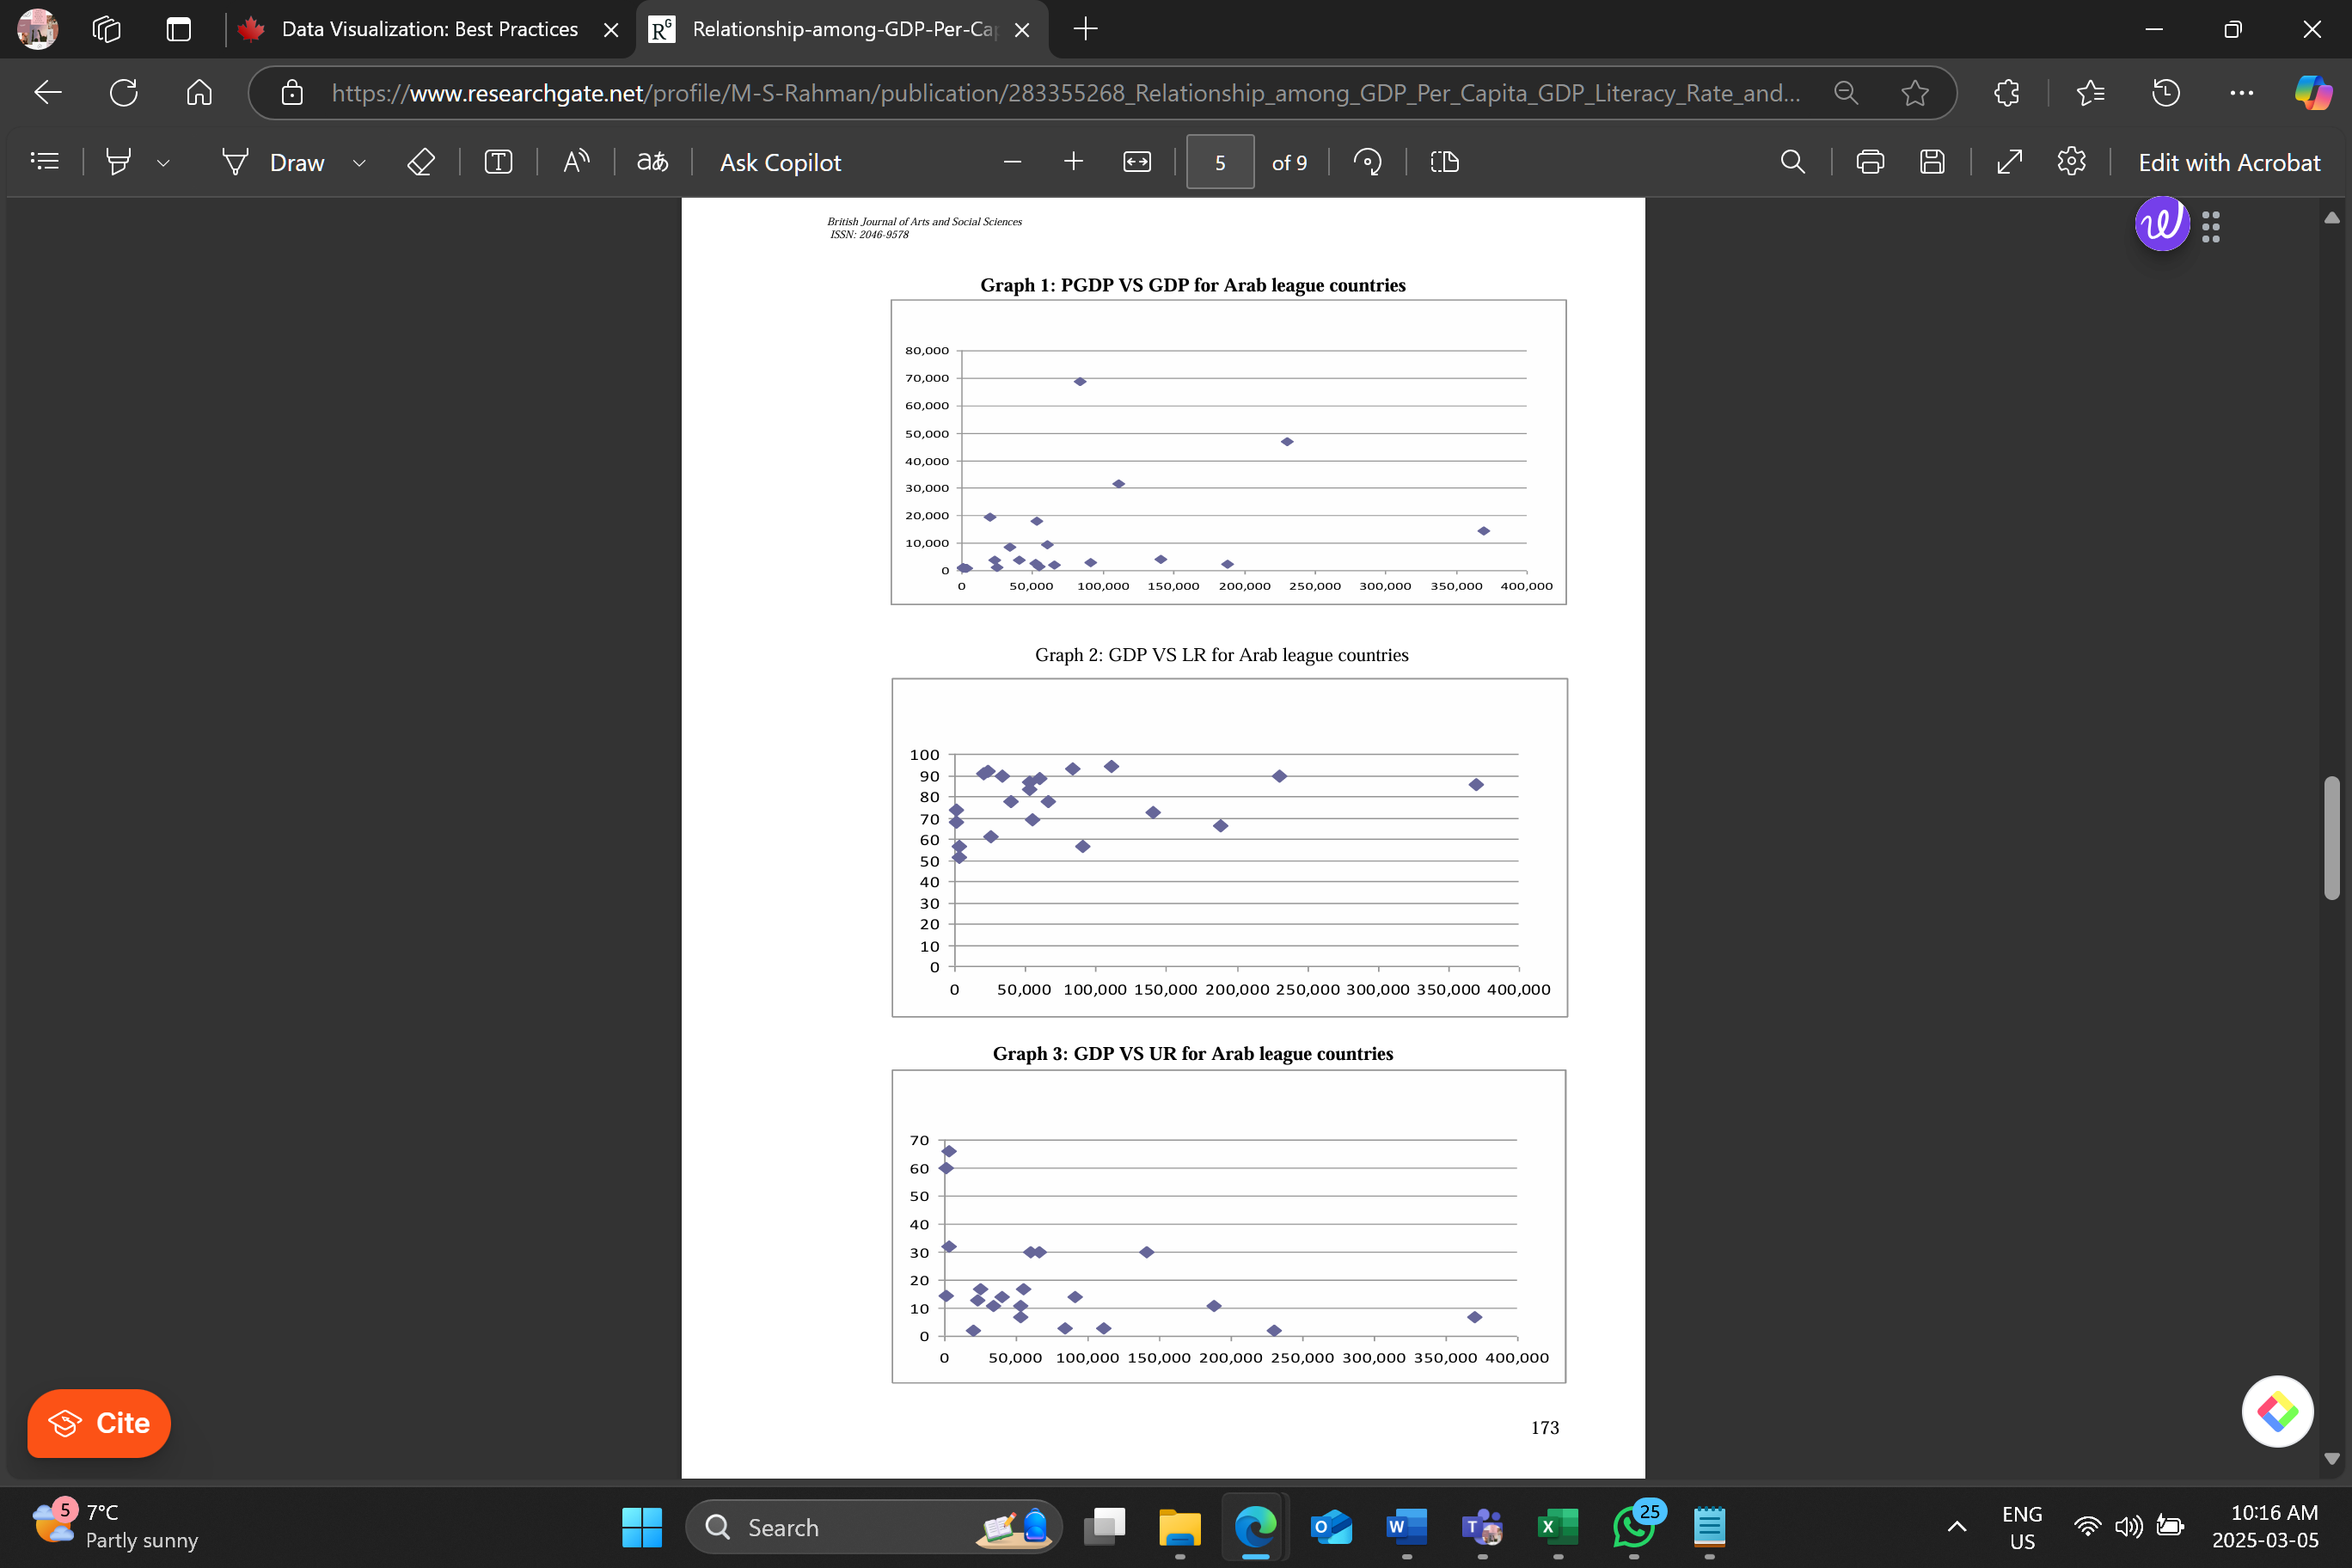 Data Visualization: Best Practices
Relationship-among-GDP-Per-Ca
https://www.researchgate.net/profile/M-S-Rahman/publication/283355268_Relationship_among_GDP_Per_Capita_GDP_Literacy_Rate_and...
Draw
aあ
Ask Copilot
5 of 9
Edit with Acrobat
British Journal of Arts and Social Sciences
ISSN: 2046-9578
Graph 1: PGDP VS GDP for Arab league countries
80,000
70,000
60,000
50,000
40,000
30,000
20,000
10,000
0
0 50,000 100,000 150,000 200,000 250,000 300,000 350,000 400,000
Graph 2: GDP VS LR for Arab league countries
100
90
80
70
60
50
40
30
20
10
0
0 50,000 100,000 150,000 200,000 250,000 300,000 350,000 400,000
Graph 3: GDP VS UR for Arab league countries
70
60
50
40
30
20
10
0
0 50,000 100,000 150,000 200,000 250,000 300,000 350,000 400,000
173
Cite
5
7°C
Partly sunny
Search
25
ENG
US
10:16 AM
2025-03-05